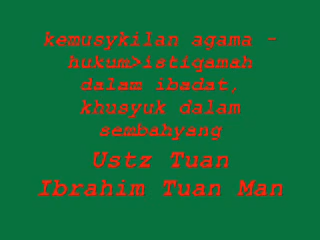 kemusykilan agama -
hukum>istiqamah
dalam ibadat,
khusyuk dalam
sembahyang
Ustz Tuan
Ibrahim Tuan Man